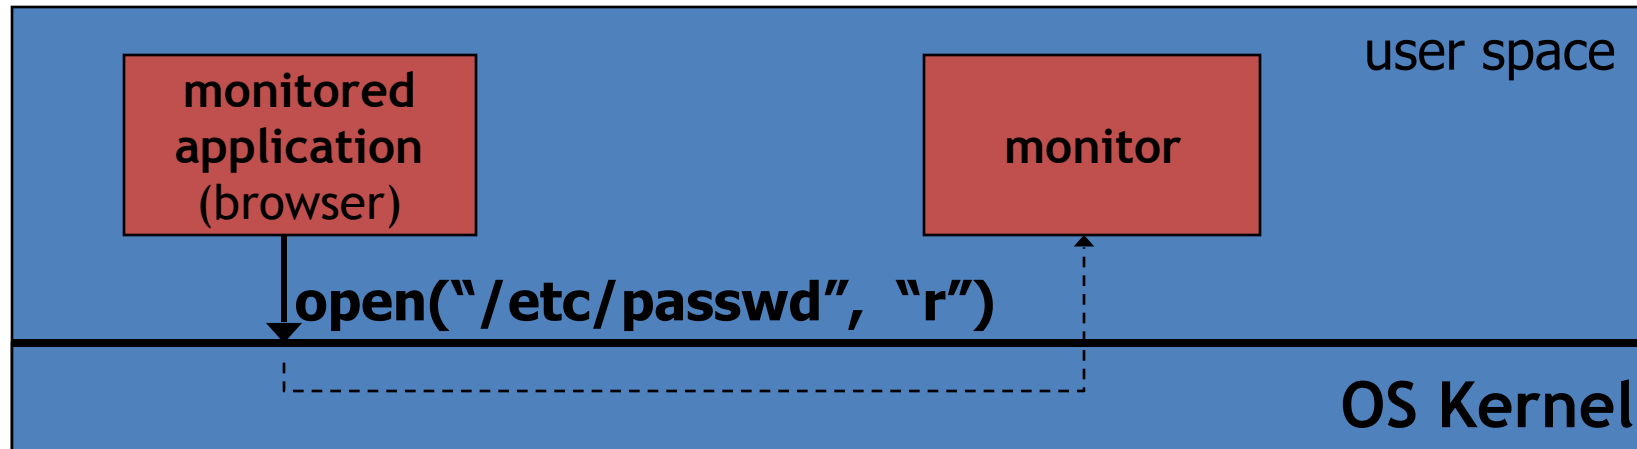 user space
monitored
application
(browser)
monitor
open(“/etc/passwd”, “r”)
OS Kernel